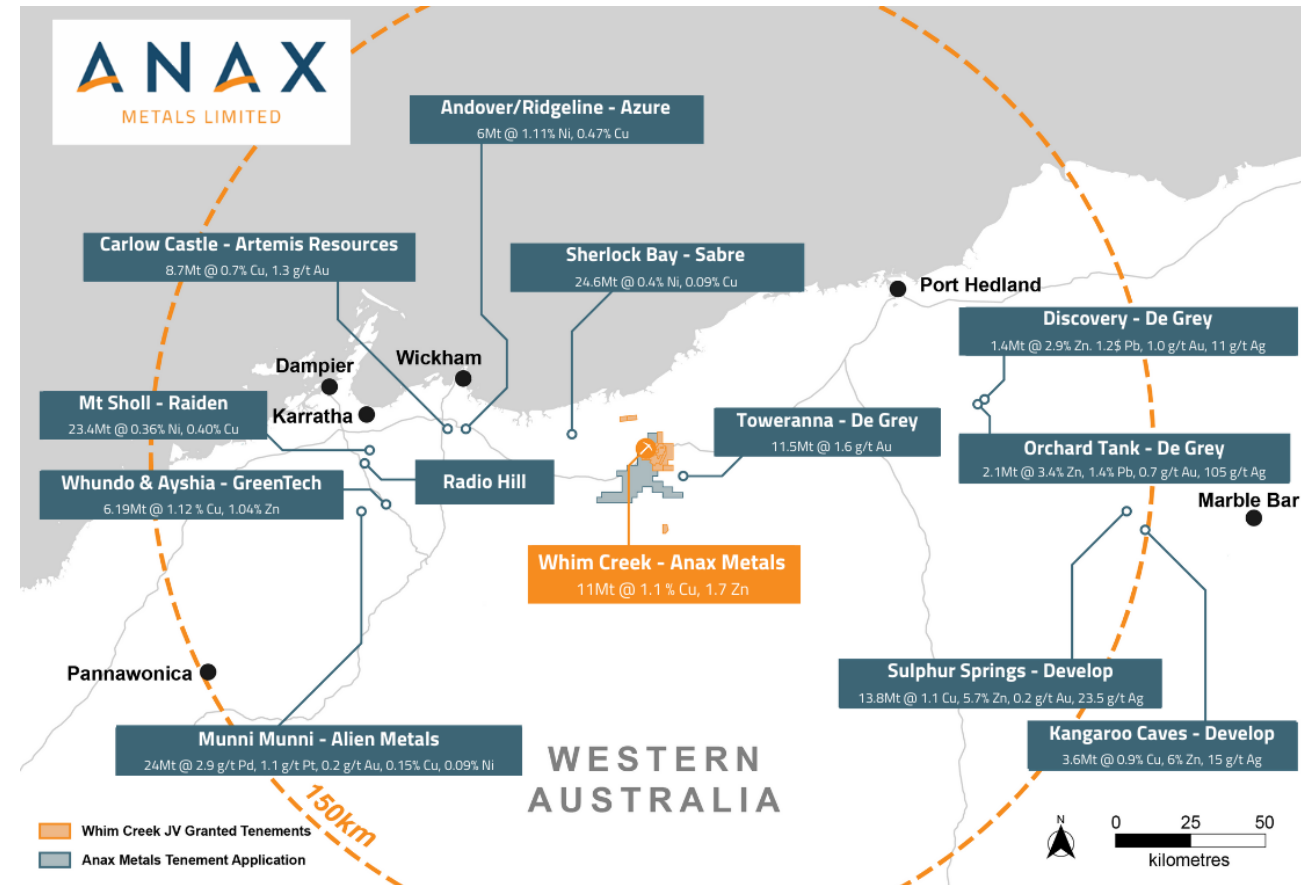 ANAX
METALS LIMITED
Andover/Ridgeline - Azure
6Mt @ 1.11% Ni, 0.47% Cu
Carlow Castle - Artemis Resources
8.7Mt @ 0.7% Cu, 1.3 g/t Au
Sherlock Bay - Sabre
24.6Mt @ 0.4% Ni, 0.09% Cu
Port Hedland
Discovery - De Grey
1.4Mt @ 2.9% Zn. 1.2$ Pb, 1.0 g/t Au, 11 g/t Ag
Dampier
Wickham
Karratha
Mt Sholl - Raiden
23.4Mt @ 0.36% Ni, 0.40% Cu
Toweranna - De Grey
11.5Mt @ 1.6 g/t Au
Orchard Tank - De Grey
2.1Mt @ 3.4% Zn, 1.4% Pb, 0.7 g/t Au, 105 g/t Ag
Radio Hill
Whundo & Ayshia - GreenTech
6.19Mt @ 1.12 % Cu, 1.04% Zn
Marble Bar
Whim Creek - Anax Metals
11Mt @ 1.1 % Cu, 1.7 Zn
Pannawonica
Sulphur Springs - Develop
13.8Mt @ 1.1 Cu, 5.7% Zn, 0.2 g/t Au, 23.5 g/t Ag
Munni Munni - Alien Metals
24Mt @ 2.9 g/t Pd, 1.1 g/t Pt, 0.2 g/t Au, 0.15% Cu, 0.09% Ni
Kangaroo Caves - Develop
3.6Mt @ 0.9% Cu, 6% Zn, 15 g/t Ag
WESTERN
AUSTRALIA
150km
Whim Creek JV Granted Tenements
Anax Metals Tenement Application
N
0 25 50
kilometres